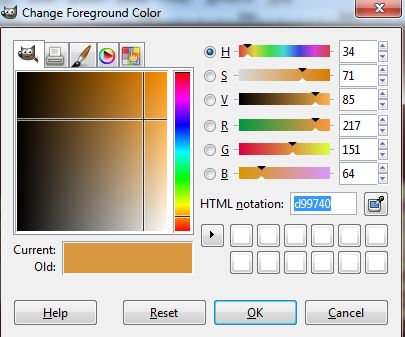 Change Foreground Color
H 34
S 71
V 85
R 217
G 151
B 64
HTML notation: d99740
Current:
Old:
Help Reset OK Cancel